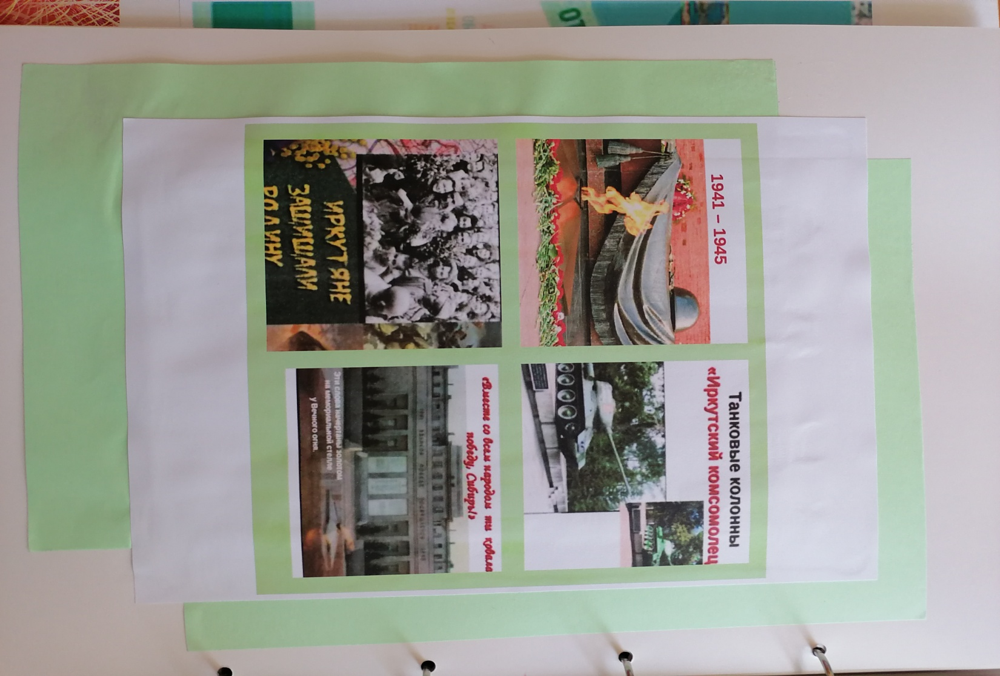 1941 – 1945
Танковые колонны
«Иркутский комсомолец
ИРКУТЯНЕ
ЗАЩИЩАЛИ
РОДИНУ
«Вместе со всем народом ты ковала
победу, Сибирь!»
Эти слова начертаны золотом
на мемориальной стелле
у Вечного огня.